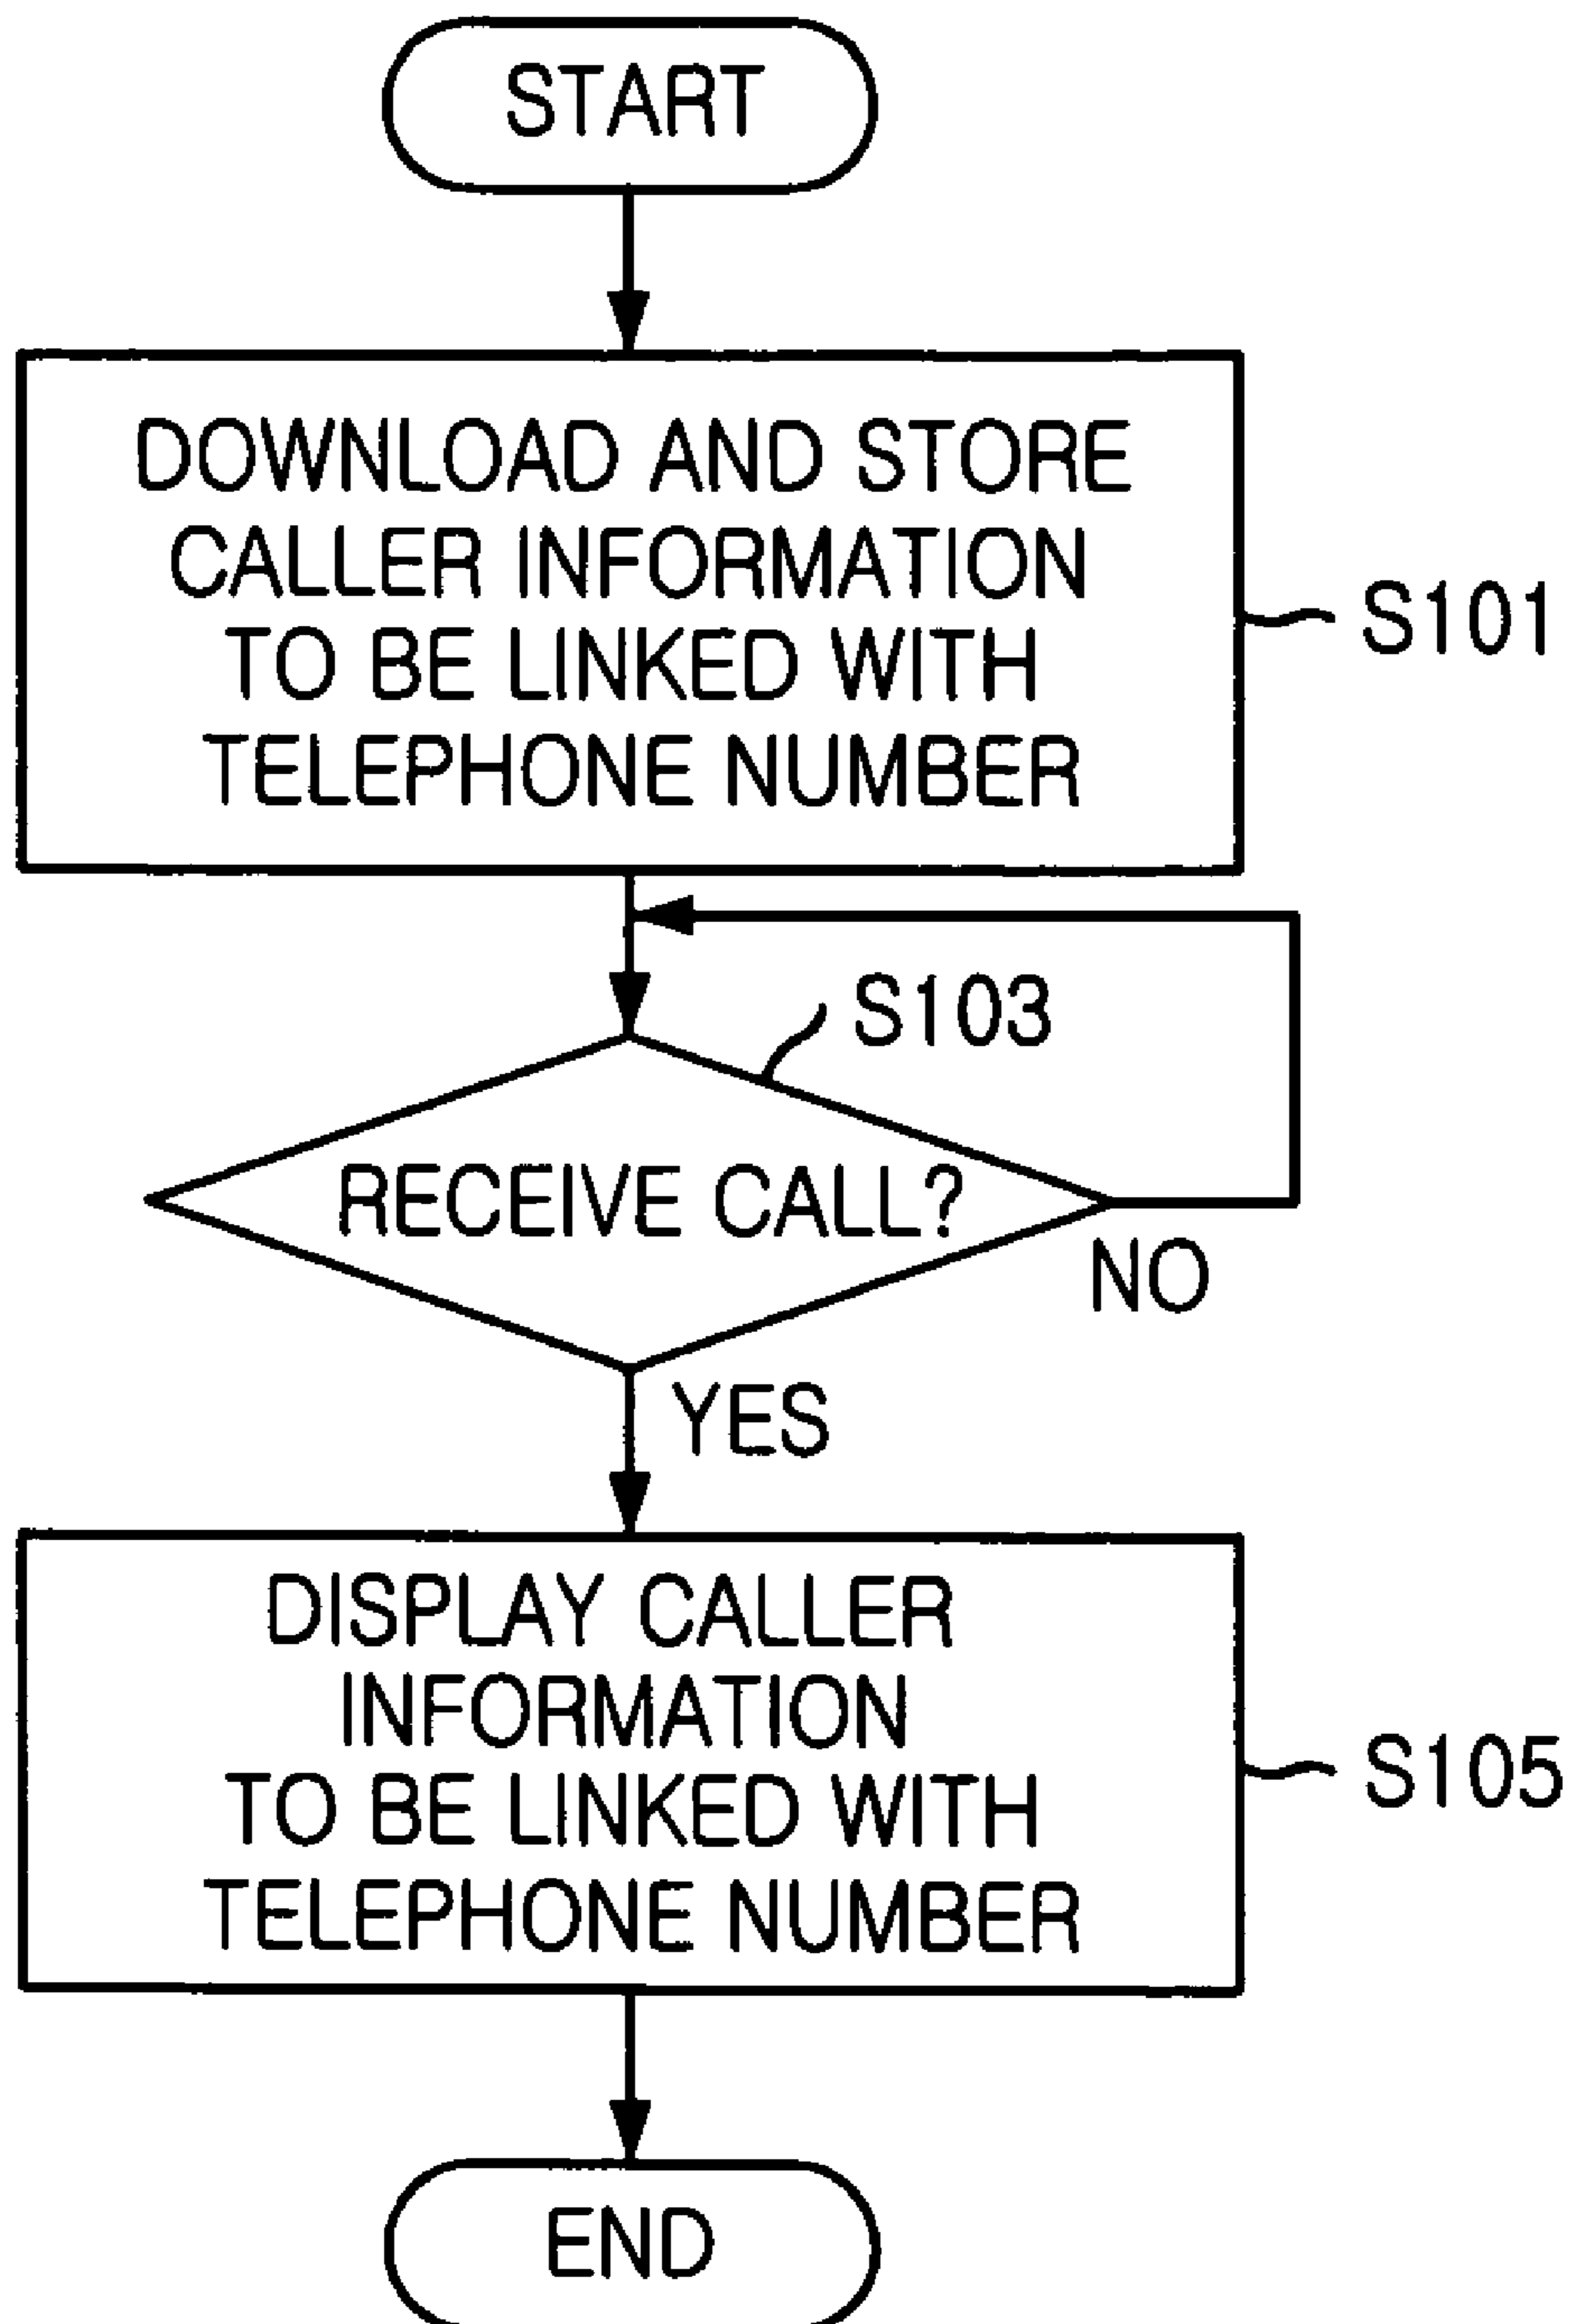 START
DOWNLOAD AND STORE
CALLER INFORMATION
TO BE LINKED WITH
TELEPHONE NUMBER
S101
S103
RECEIVE CALL?
NO
YES
DISPLAY CALLER
INFORMATION
TO BE LINKED WITH
TELEPHONE NUMBER
S105
END